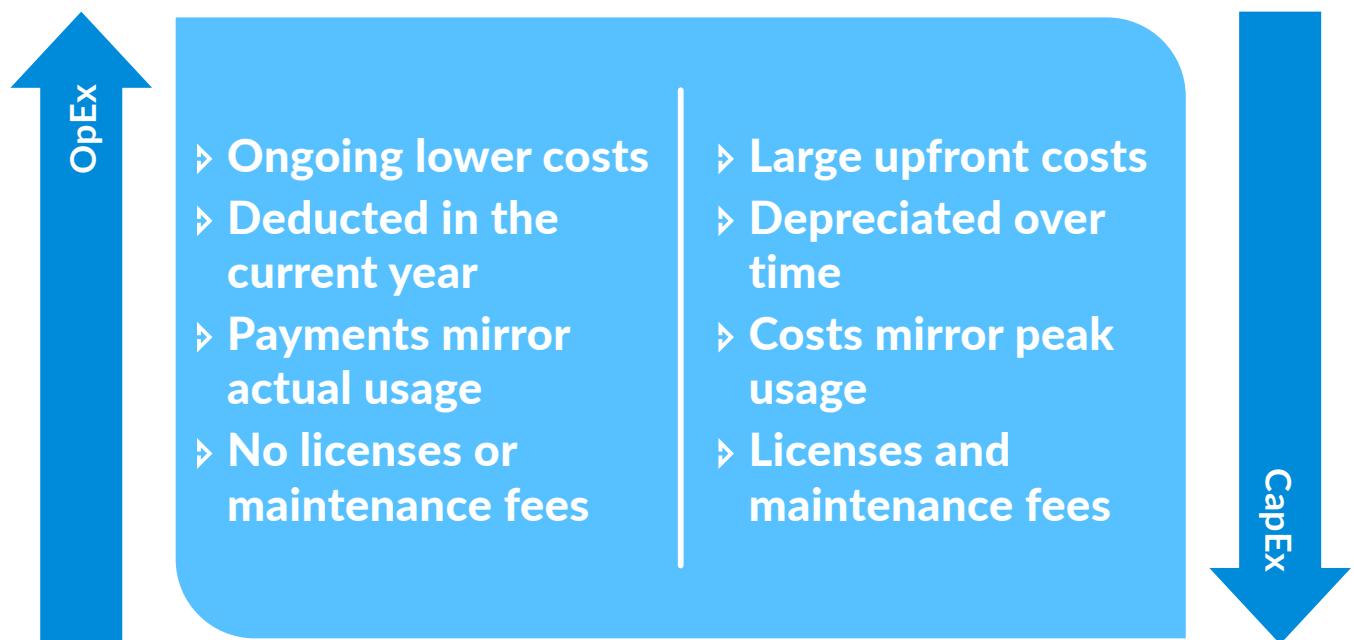 OpEx
Ongoing lower costs
Deducted in the
current year
Payments mirror
actual usage
No licenses or
maintenance fees
Large upfront costs
Depreciated over
time
Costs mirror peak
usage
Licenses and
maintenance fees
CapEx